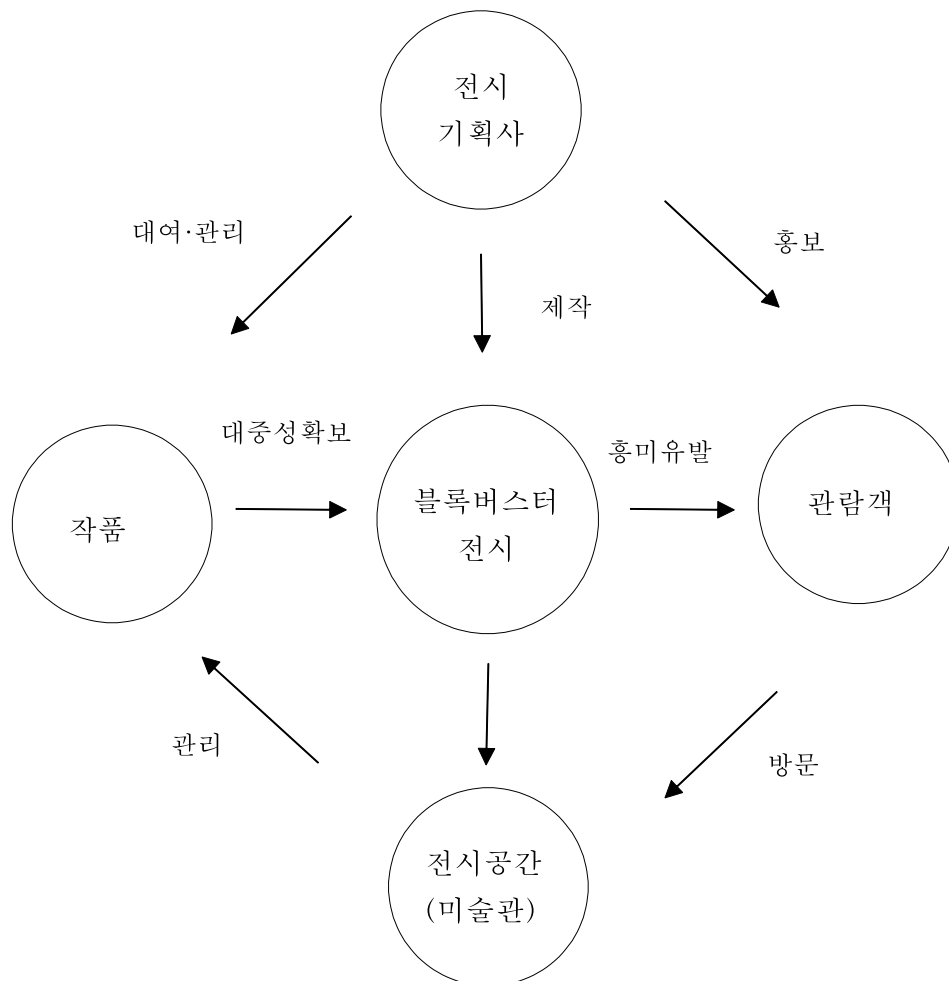 전시
기획사
대여·관리
홍보
제작
대중성확보
흥미유발
작품
블록버스터
전시
관람객
관리
방문
전시공간
(미술관)